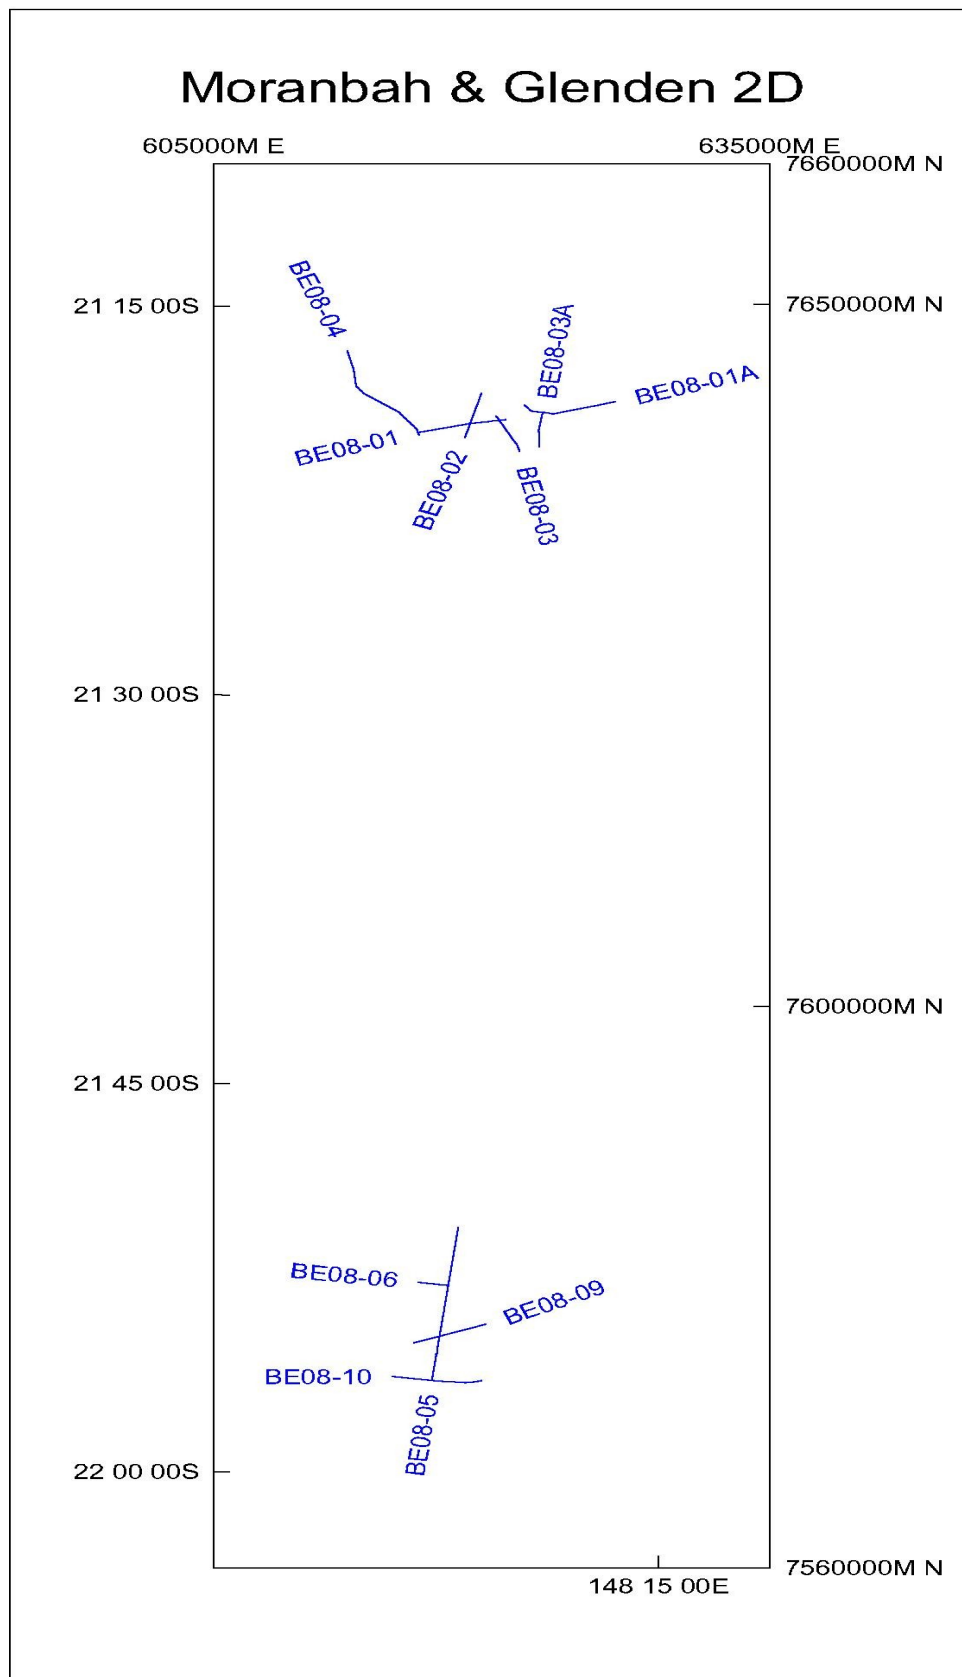 Moranbah & Glenden 2D
605000M E
635000M E
7660000M N
BE08-04
21 15 00S
7650000M N
BE08-03A
BE08-01A
BE08-01
BE08-02
BE08-03
21 30 00S
7600000M N
21 45 00S
BE08-06
BE08-09
BE08-10
BE08-05
22 00 00S
7560000M N
148 15 00E